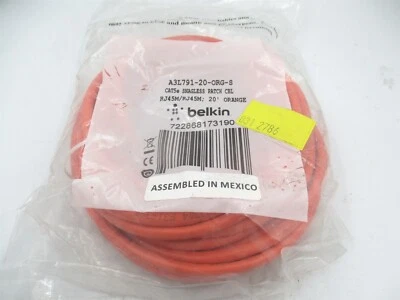 A3L791-20-ORG-S
CAT5e SNAGLESS PATCH CBL
RJ45M/RJ45M; 20' ORANGE
belkin
722868173190
ASSEMBLED IN MEXICO